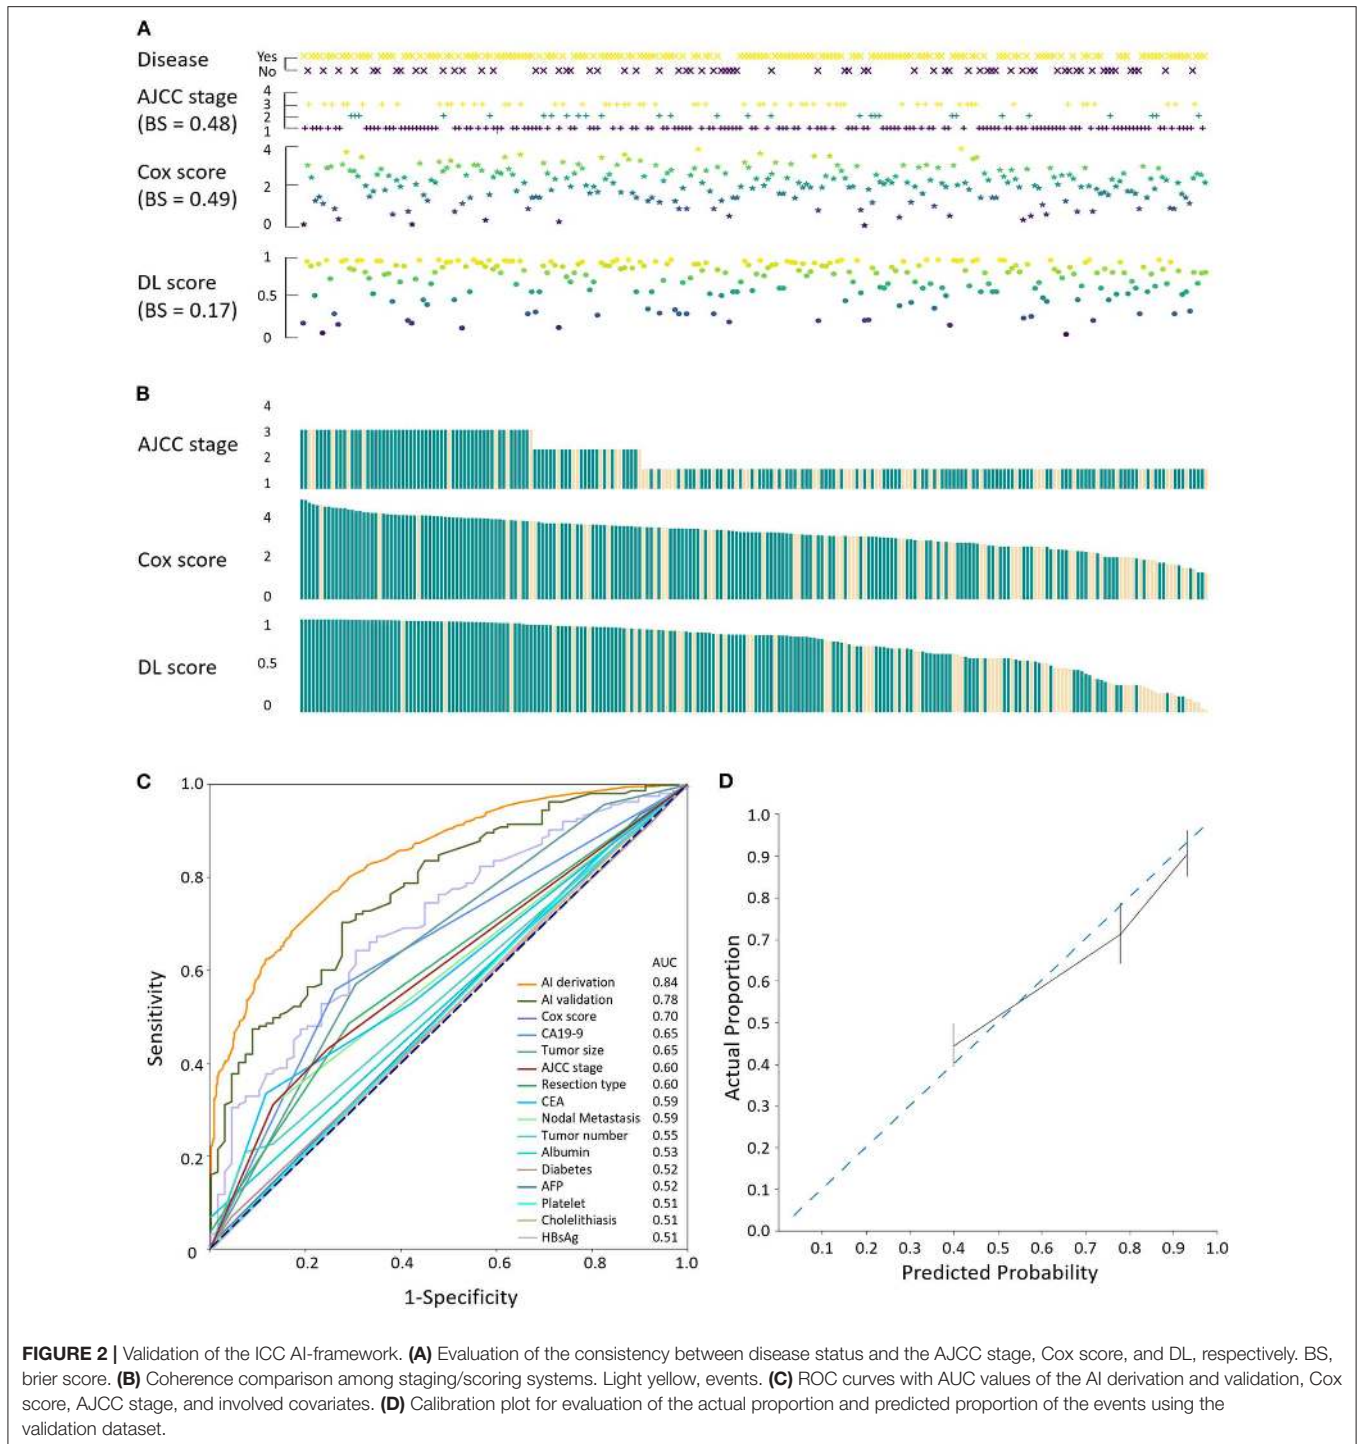 A
Disease
Yes
No
AJCC stage
(BS = 0.48)
4
3
2
1
Cox score
(BS = 0.49)
4
2
0
DL score
(BS = 0.17)
1
0.5
0
B
AJCC stage
4
3
2
1
Cox score
4
2
0
DL score
1
0.5
0
C
Sensitivity
1.0
0.8
0.6
0.4
0.2
0
0.2
0.4
0.6
0.8
1.0
1-Specificity
AUC
AI derivation 0.84
AI validation 0.78
Cox score 0.70
CA19-9 0.65
Tumor size 0.65
AJCC stage 0.60
Resection type 0.60
CEA 0.59
Nodal Metastasis 0.59
Tumor number 0.55
Albumin 0.53
Diabetes 0.52
AFP 0.52
Platelet 0.51
Cholelithiasis 0.51
HBsAg 0.51
D
Actual Proportion
1.0
0.9
0.8
0.7
0.6
0.5
0.4
0.3
0.2
0.1
0.0
0.1
0.2
0.3
0.4
0.5
0.6
0.7
0.8
0.9
1.0
Predicted Probability
FIGURE 2 | Validation of the ICC AI-framework. (A) Evaluation of the consistency between disease status and the AJCC stage, Cox score, and DL, respectively. BS,
brier score. (B) Coherence comparison among staging/scoring systems. Light yellow, events. (C) ROC curves with AUC values of the AI derivation and validation, Cox
score, AJCC stage, and involved covariates. (D) Calibration plot for evaluation of the actual proportion and predicted proportion of the events using the
validation dataset.